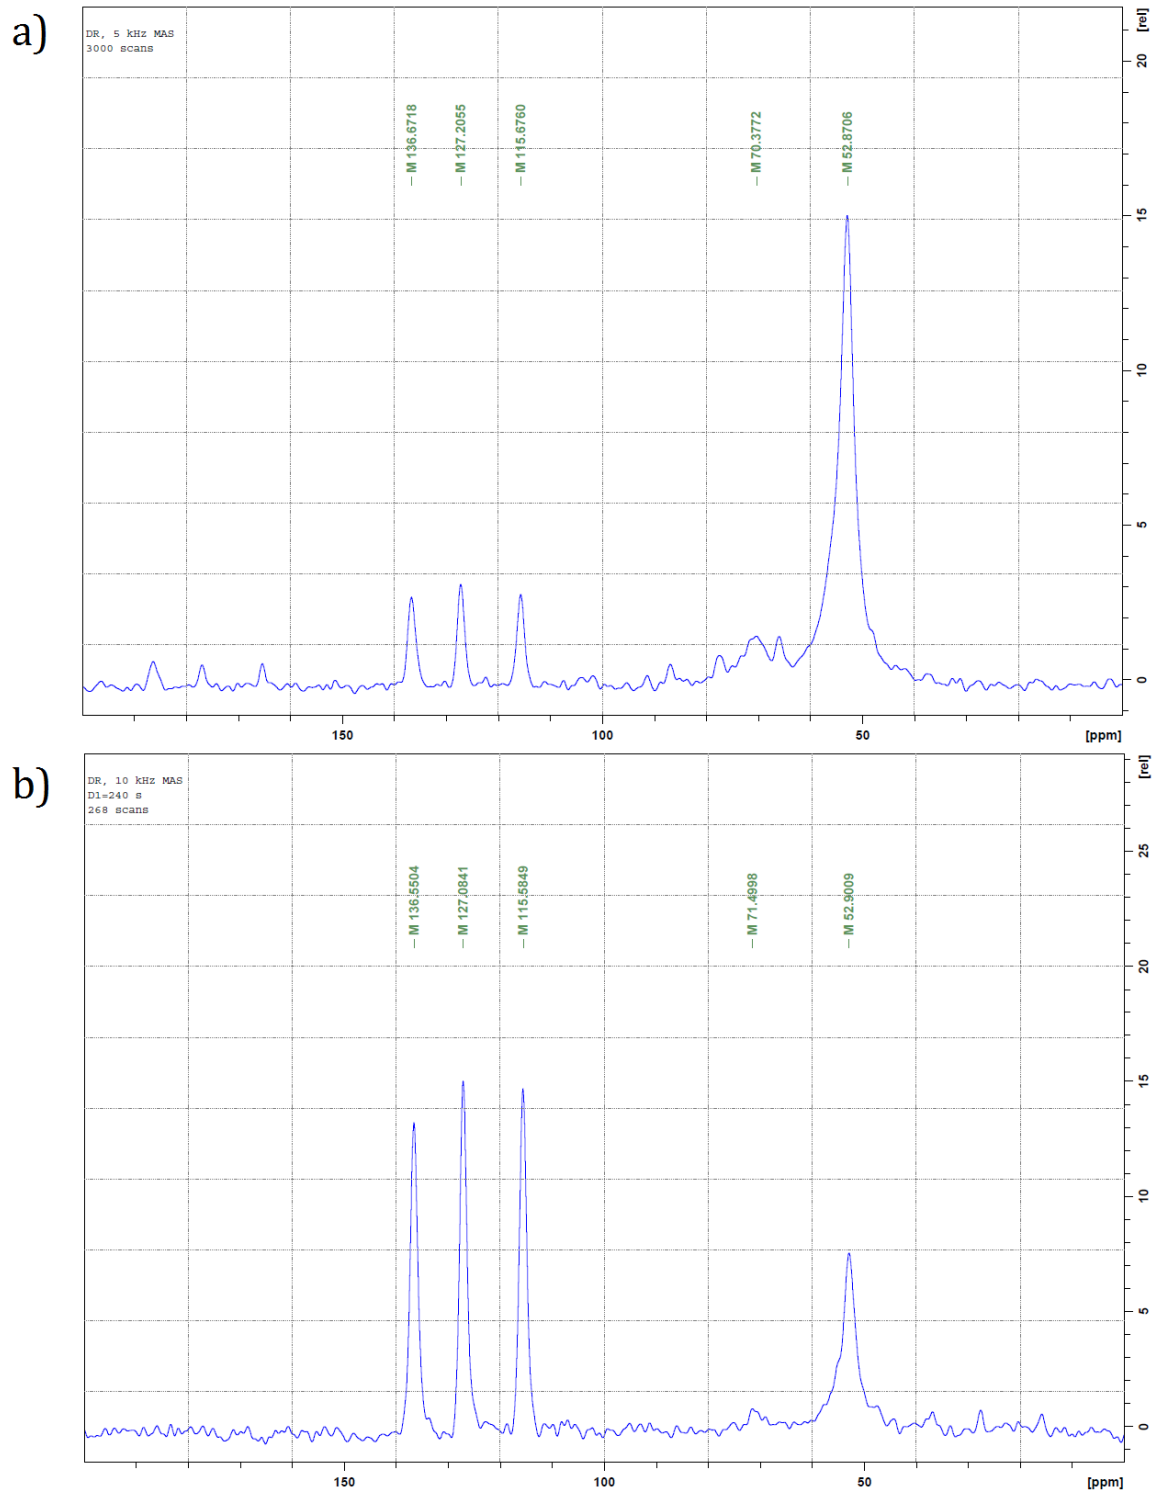 a)
DR, 5 kHz MAS
3000 scans
M 136.6718
M 127.2055
M 115.6760
M 70.3772
M 52.8706
[rel]
20
15
10
5
0
150
100
50
[ppm]
b)
DR, 10 kHz MAS
D1=240 s
268 scans
M 136.5504
M 127.0841
M 115.5849
M 71.4998
M 52.9009
[rel]
25
20
15
10
5
0
150
100
50
[ppm]